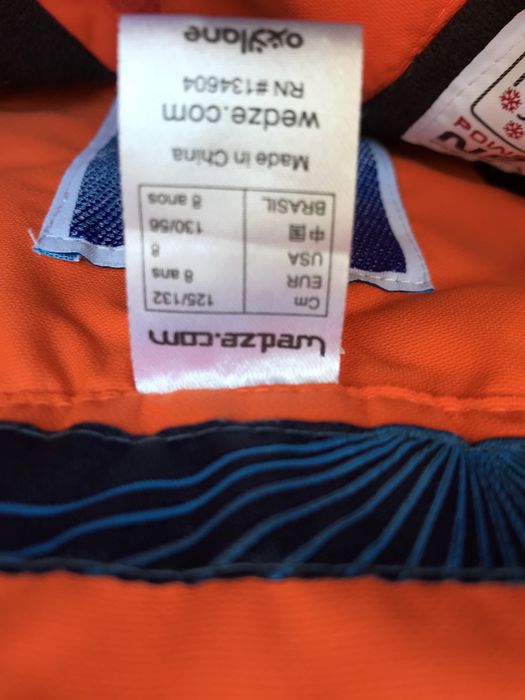 wedze.com
Cm 125/132
EUR 8 ans
USA 8
中国 130/56
BRASIL 8 anos
Made in China
wedze.com
RN #134604
oxylane